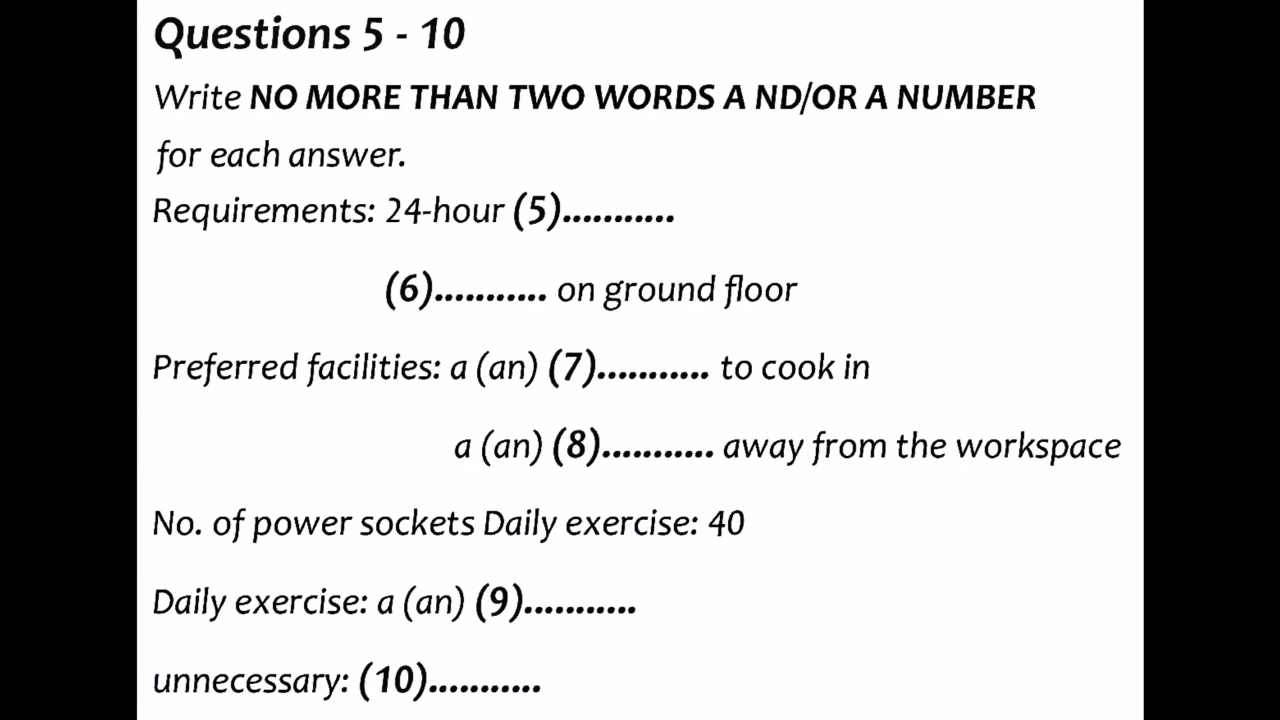 Questions 5 - 10
Write NO MORE THAN TWO WORDS A ND/OR A NUMBER
for each answer.
Requirements: 24-hour (5)...........
(6)........... on ground floor
Preferred facilities: a (an) (7)........... to cook in
a (an) (8)........... away from the workspace
No. of power sockets Daily exercise: 40
Daily exercise: a (an) (9)...........
unnecessary: (10)...........